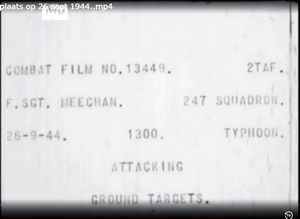 plaats op 26 sept 1944..mp4
COMBAT FILM NO.13449. 2TAF.
F.SGT. MEECHAN. 247 SQUADRON.
26-9-44. 1300. TYPHOON.
ATTACKING
GROUND TARGETS.